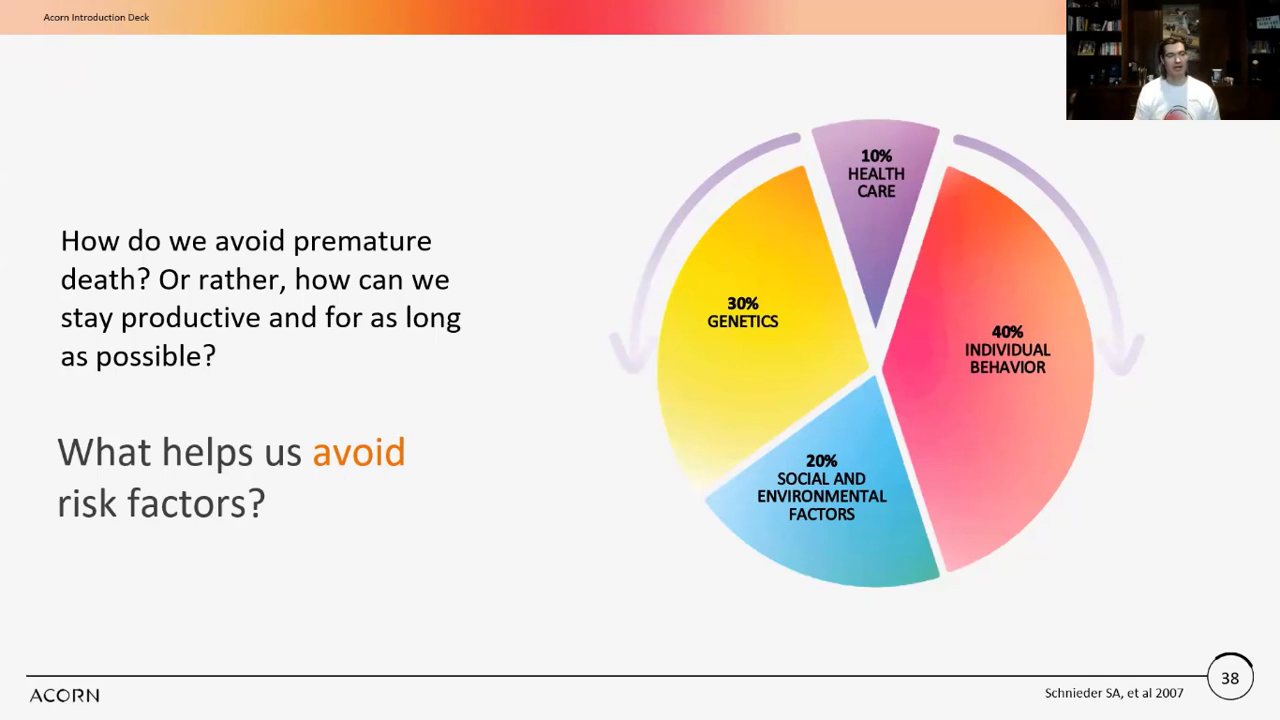 Acorn Introduction Deck
How do we avoid premature
death? Or rather, how can we
stay productive and for as long
as possible?
What helps us avoid
risk factors?
10%
HEALTH
CARE
30%
GENETICS
40%
INDIVIDUAL
BEHAVIOR
20%
SOCIAL AND
ENVIRONMENTAL
FACTORS
ACORN
Schnieder SA, et al 2007
38